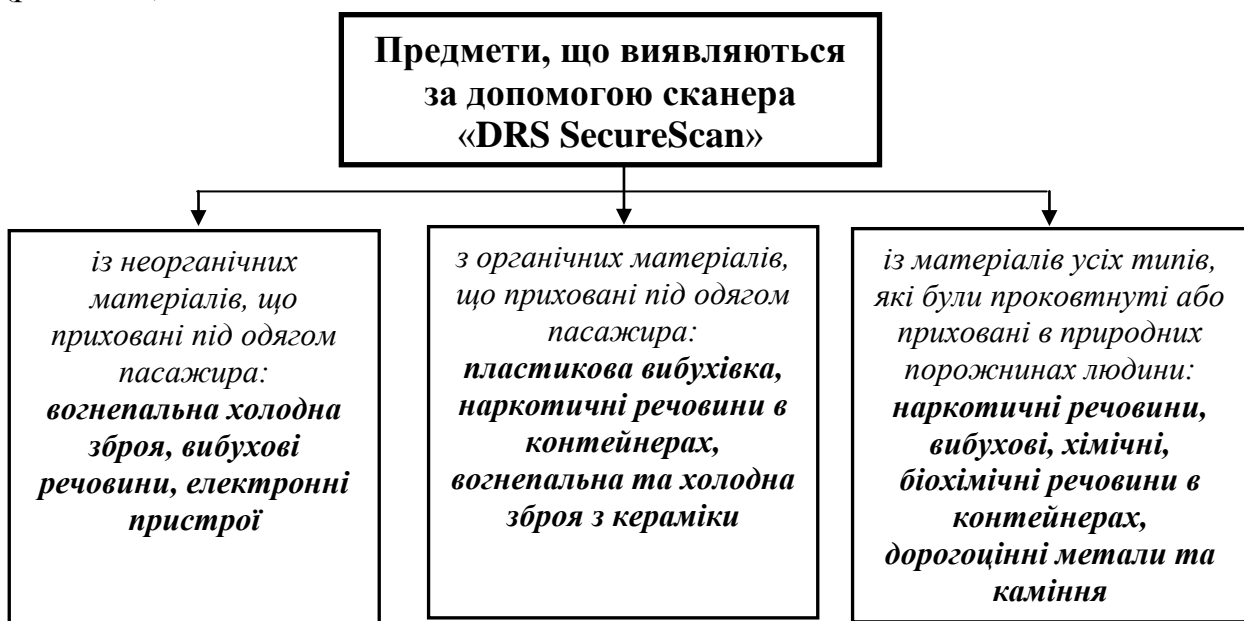 Предмети, що виявляються
за допомогою сканера
«DRS SecureScan»
із неорганічних
матеріалів, що
приховані під одягом
пасажира:
вогнепальна холодна
зброя, вибухові
речовини, електронні
пристрої
з органічних матеріалів,
що приховані під одягом
пасажира:
пластикова вибухівка,
наркотичні речовини в
контейнерах,
вогнепальна та холодна
зброя з кераміки
із матеріалів усіх типів,
які були проковтнуті або
приховані в природних
порожнинах людини:
наркотичні речовини,
вибухові, хімічні,
біохімічні речовини в
контейнерах,
дорогоцінні метали та
каміння